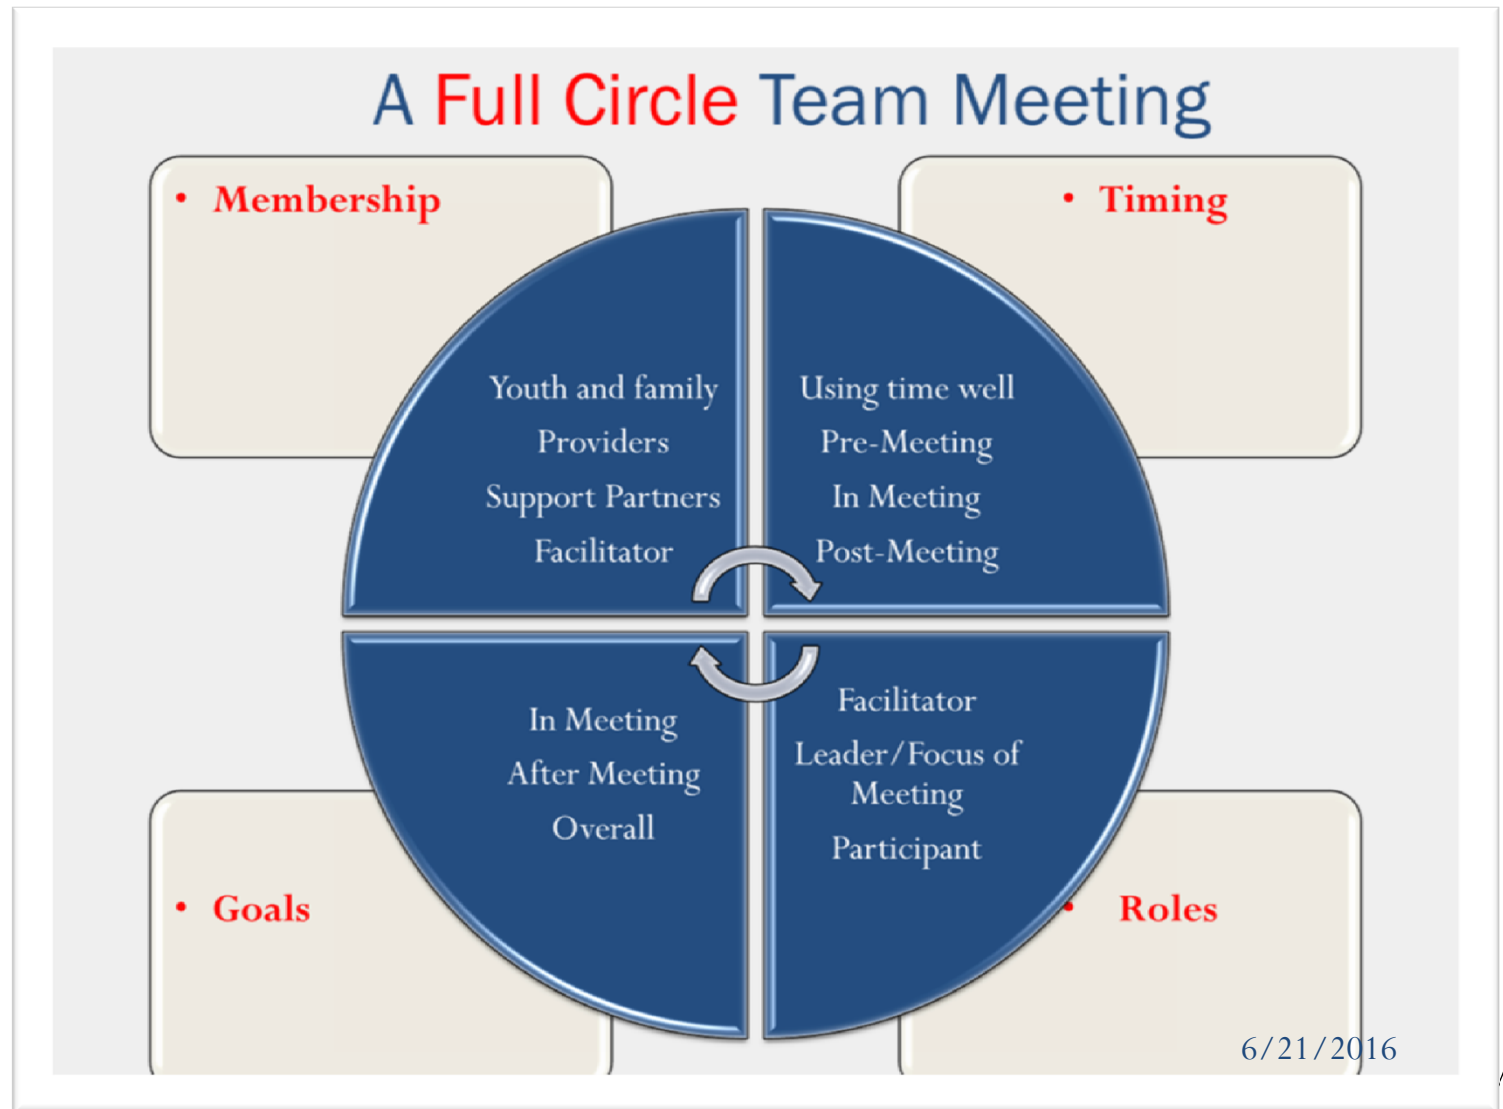 A Full Circle Team Meeting
• Membership
• Timing
Youth and family
Providers
Support Partners
Facilitator
Using time well
Pre-Meeting
In Meeting
Post-Meeting
In Meeting
After Meeting
Overall
Facilitator
Leader/Focus of
Meeting
Participant
• Goals
• Roles
6/21/2016